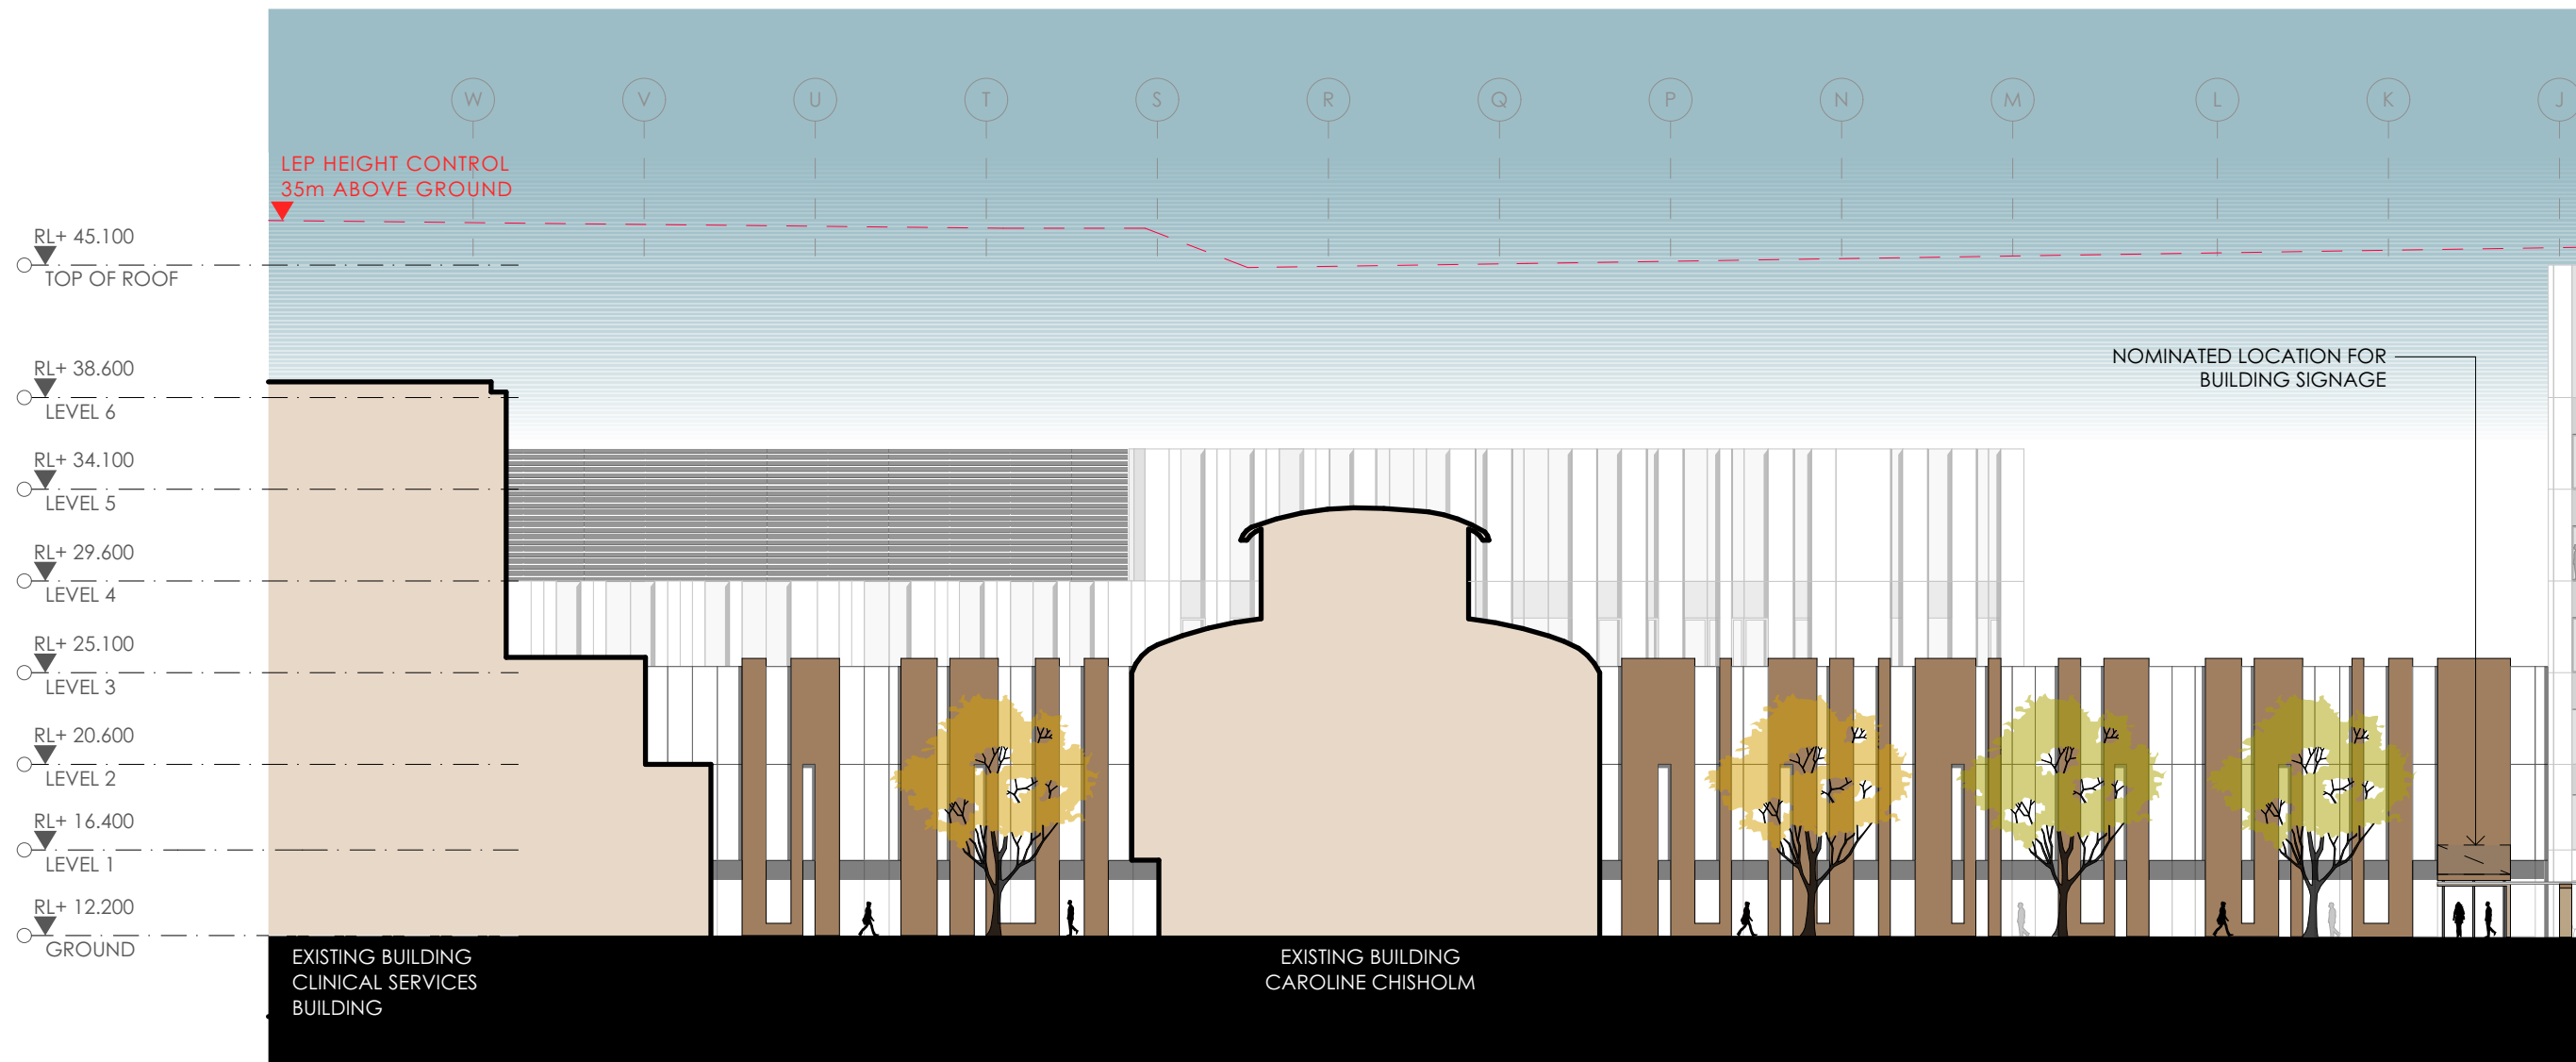 W V U T S R Q P N M L K J
LEP HEIGHT CONTROL
35m ABOVE GROUND
RL+ 45.100
TOP OF ROOF
RL+ 38.600
LEVEL 6
NOMINATED LOCATION FOR
BUILDING SIGNAGE
RL+ 34.100
LEVEL 5
RL+ 29.600
LEVEL 4
RL+ 25.100
LEVEL 3
RL+ 20.600
LEVEL 2
RL+ 16.400
LEVEL 1
RL+ 12.200
GROUND
EXISTING BUILDING
CLINICAL SERVICES
BUILDING
EXISTING BUILDING
CAROLINE CHISHOLM